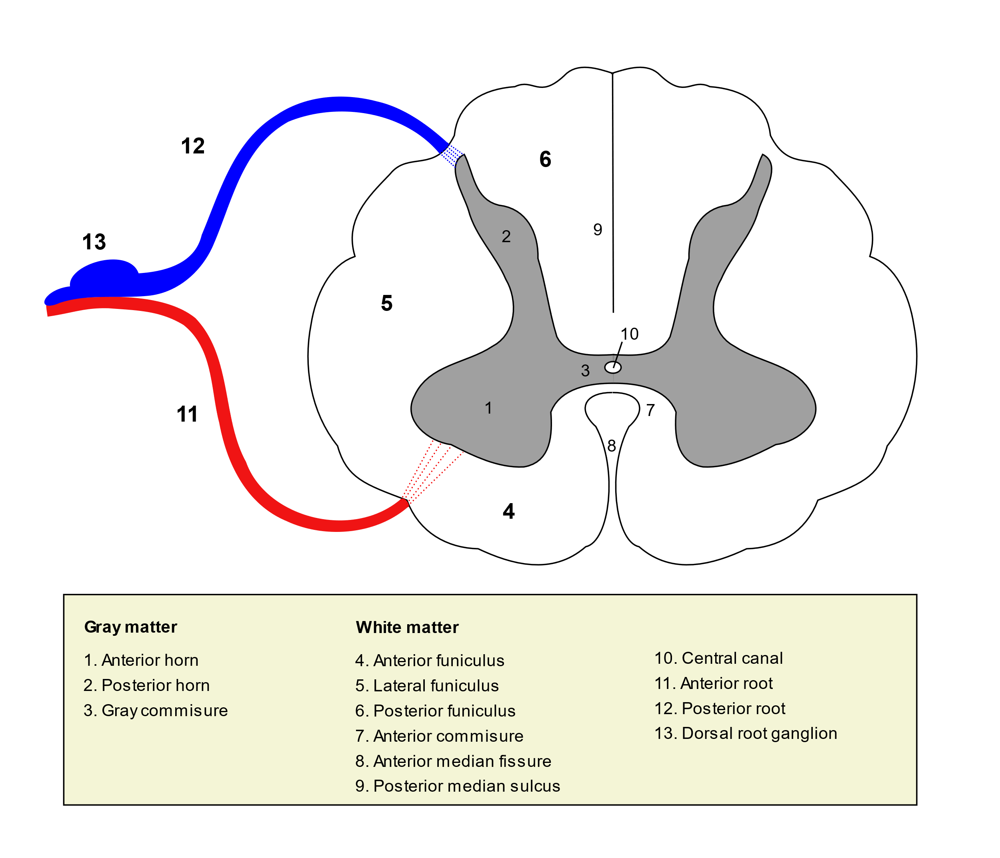 12
6
9
2
13
5
10
3
1
7
11
8
4
Gray matter
1. Anterior horn
2. Posterior horn
3. Gray commisure
White matter
4. Anterior funiculus
5. Lateral funiculus
6. Posterior funiculus
7. Anterior commisure
8. Anterior median fissure
9. Posterior median sulcus
10. Central canal
11. Anterior root
12. Posterior root
13. Dorsal root ganglion